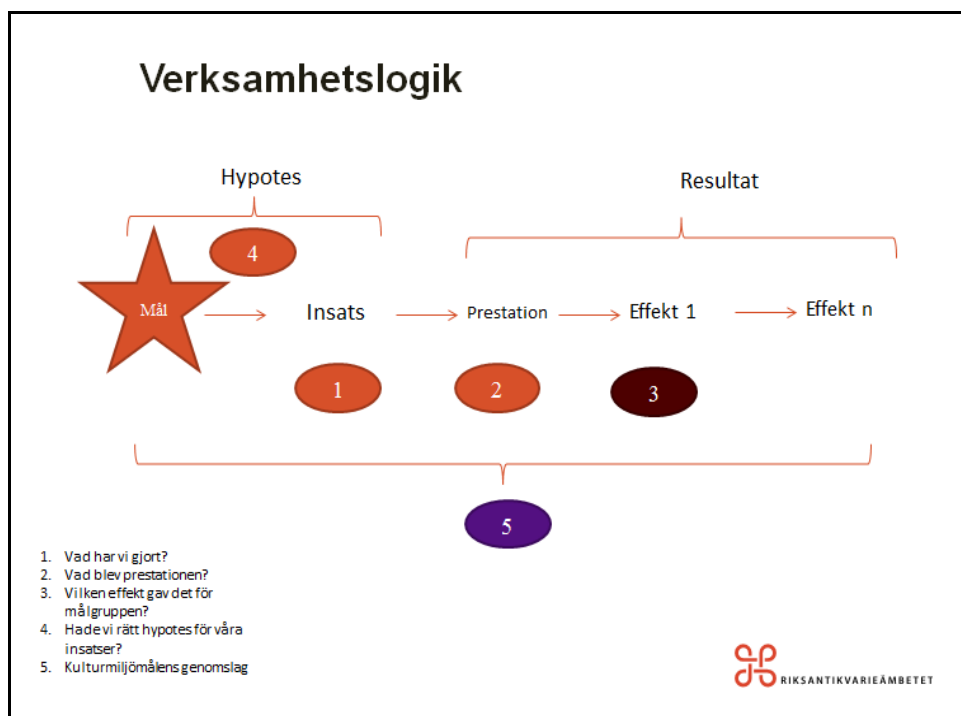 Verksamhetslogik
Hypotes
Resultat
4
Mål
Insats
Prestation
Effekt 1
Effekt n
1
2
3
5
1. Vad har vi gjort?
2. Vad blev prestationen?
3. Vilken effekt gav det för
målgruppen?
4. Hade vi rätt hypotes för våra
insatser?
5. Kulturmiljömålens genomslag
RIKSANTIKVARIEÄMBETET